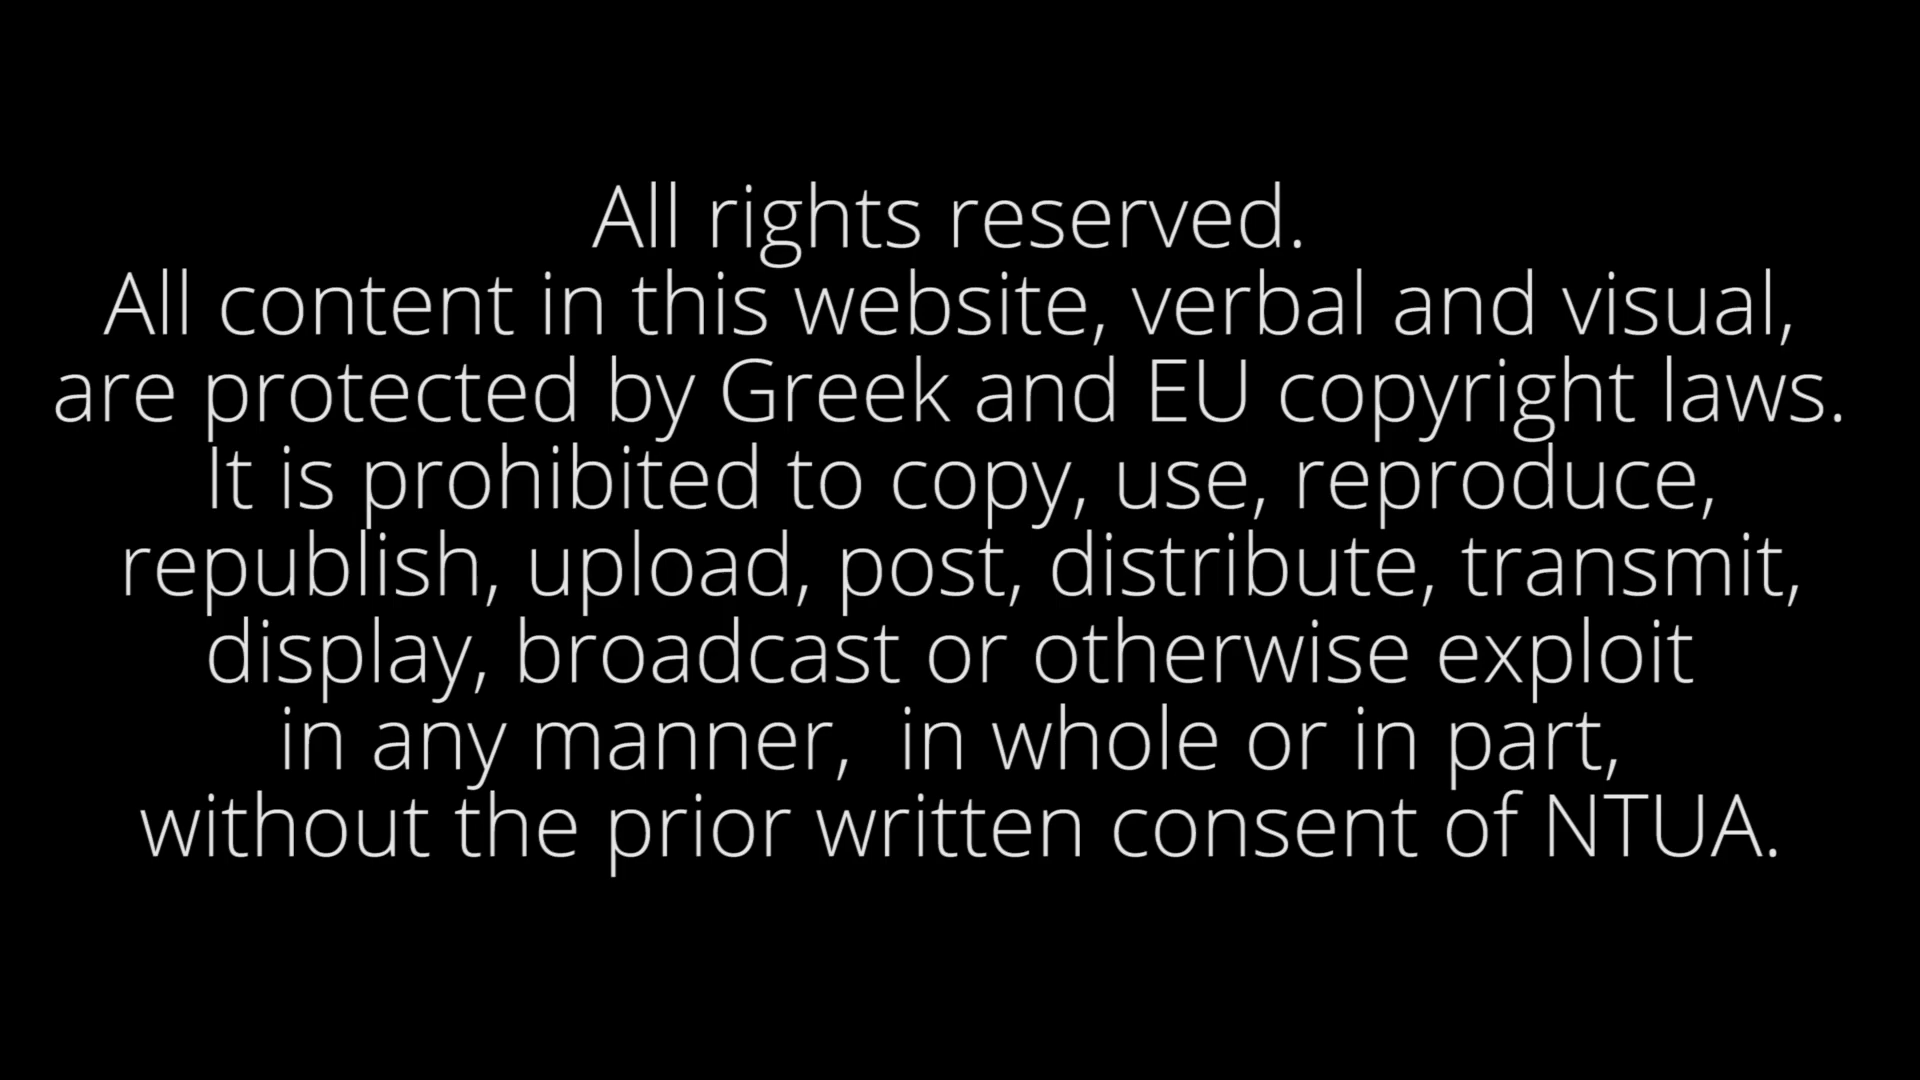 All rights reserved.
All content in this website, verbal and visual,
are protected by Greek and EU copyright laws.
It is prohibited to copy, use, reproduce,
republish, upload, post, distribute, transmit,
display, broadcast or otherwise exploit
in any manner,  in whole or in part,
without the prior written consent of NTUA.